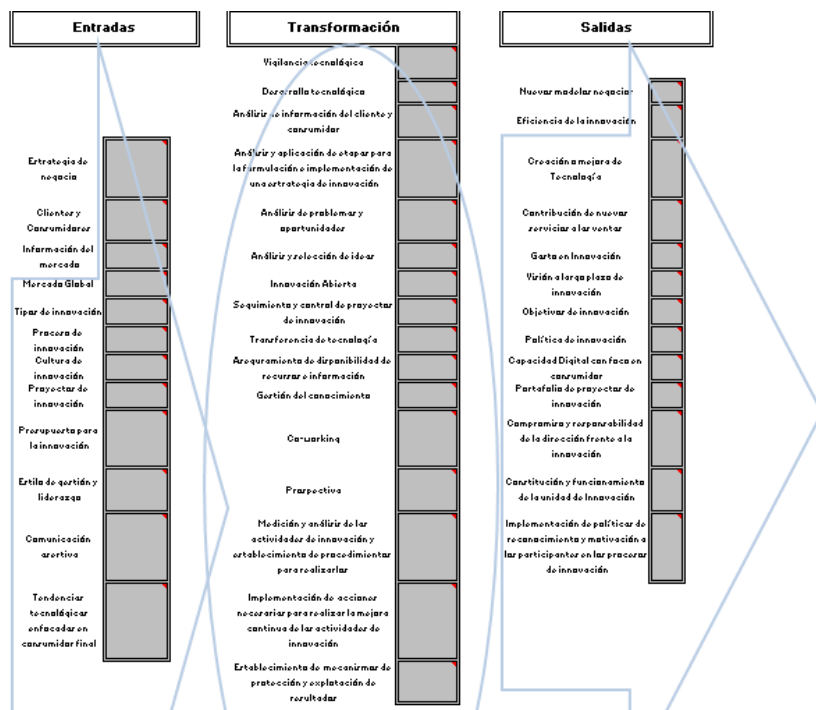 Entradas
Estrategia de
negocio
Clientes y
Consumidores
Información del
mercado
Mercado Global
Tipos de innovación
Proceso de
innovación
Cultura de
innovación
Proyectos de
innovación
Presupuesto para
la innovación
Estilo de gestión y
liderazgo
Comunicación
asertiva
Tendencias
tecnológicas
enfocadas en
consumidor final
Transformación
Vigilancia tecnológica
Desarrollo tecnológico
Análisis de información del cliente y
consumidor
Análisis y aplicación de etapas para
la formulación e implementación de
una estrategia de innovación
Análisis de problemas y
oportunidades
Análisis y selección de ideas
Innovación Abierta
Seguimiento y control de proyectos
de innovación
Transferencia de tecnología
Aseguramiento de disponibilidad de
recursos e información
Gestión del conocimiento
Co-working
Prospectiva
Medición y análisis de las
actividades de innovación y
establecimiento de procedimientos
para realizarlas
Implementación de acciones
necesarias para realizar la mejora
continua de las actividades de
innovación
Establecimiento de mecanismos de
protección y explotación de
resultados
Salidas
Nuevos modelos negocios
Eficiencia de la innovación
Creación o mejora de
Tecnología
Contribución de nuevos
servicios a las ventas
Gasto en Innovación
Visión a largo plazo de
innovación
Objetivos de innovación
Política de innovación
Capacidad Digital con foco en
consumidor
Portafolio de proyectos de
innovación
Compromiso y responsabilidad
de la dirección frente a la
innovación
Constitución y funcionamiento
de la unidad de Innovación
Implementación de políticas de
reconocimiento y motivación a
los participantes en los procesos
de innovación